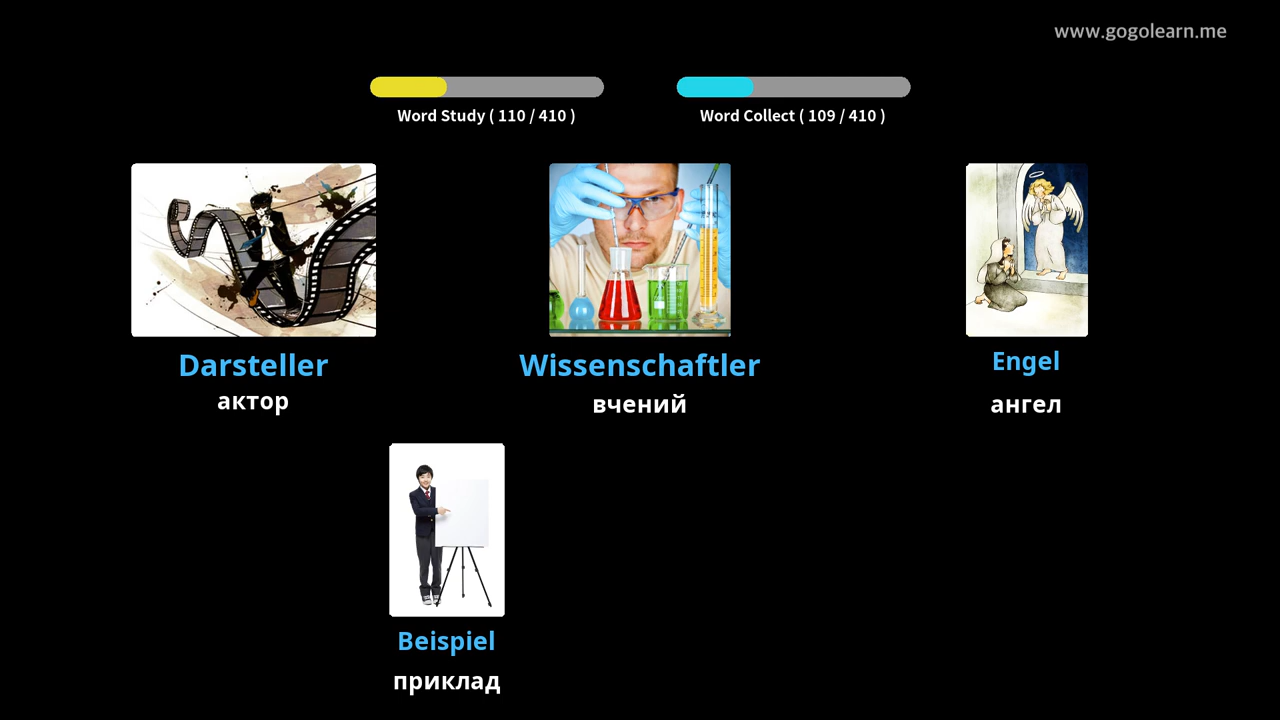 www.gogolearn.me
Word Study ( 110 / 410 )
Word Collect ( 109 / 410 )
Darsteller
актор
Wissenschaftler
вчений
Engel
ангел
Beispiel
приклад